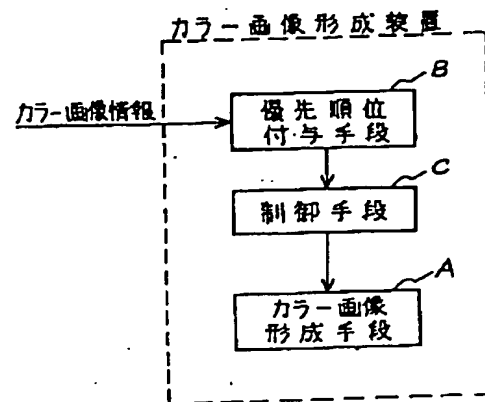 カラー画像形成装置
B
カラー画像情報
優先順位
付与手段
C
制御手段
A
カラー画像
形成手段